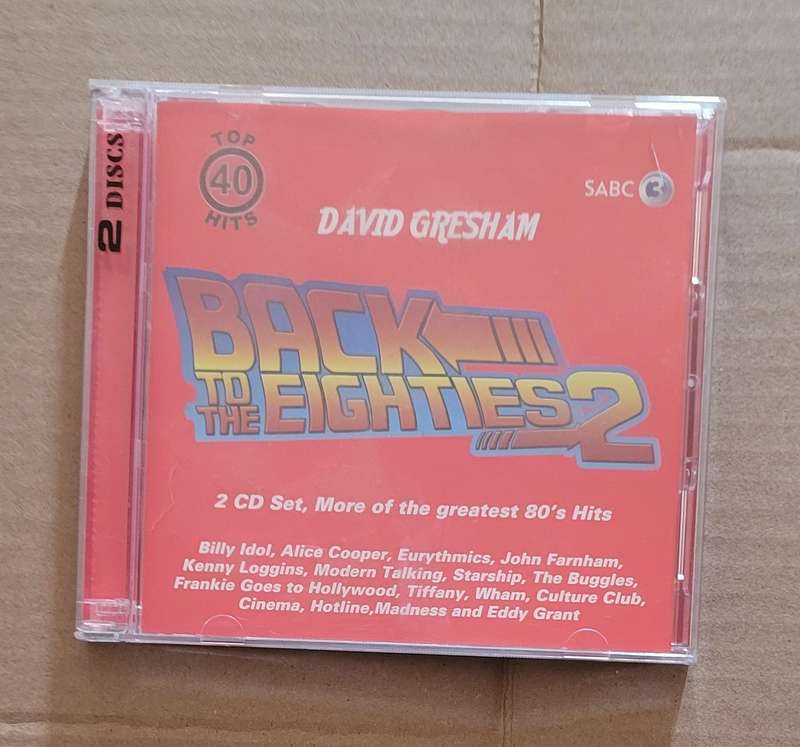 2 DISCS
TOP
40
HITS
SABC 3
DAVID GRESHAM
BACK
TO THE EIGHTIES 2
2 CD Set, More of the greatest 80's Hits
Billy Idol, Alice Cooper, Eurythmics, John Farnham,
Kenny Loggins, Modern Talking, Starship, The Buggles,
Frankie Goes to Hollywood, Tiffany, Wham, Culture Club,
Cinema, Hotline,Madness and Eddy Grant